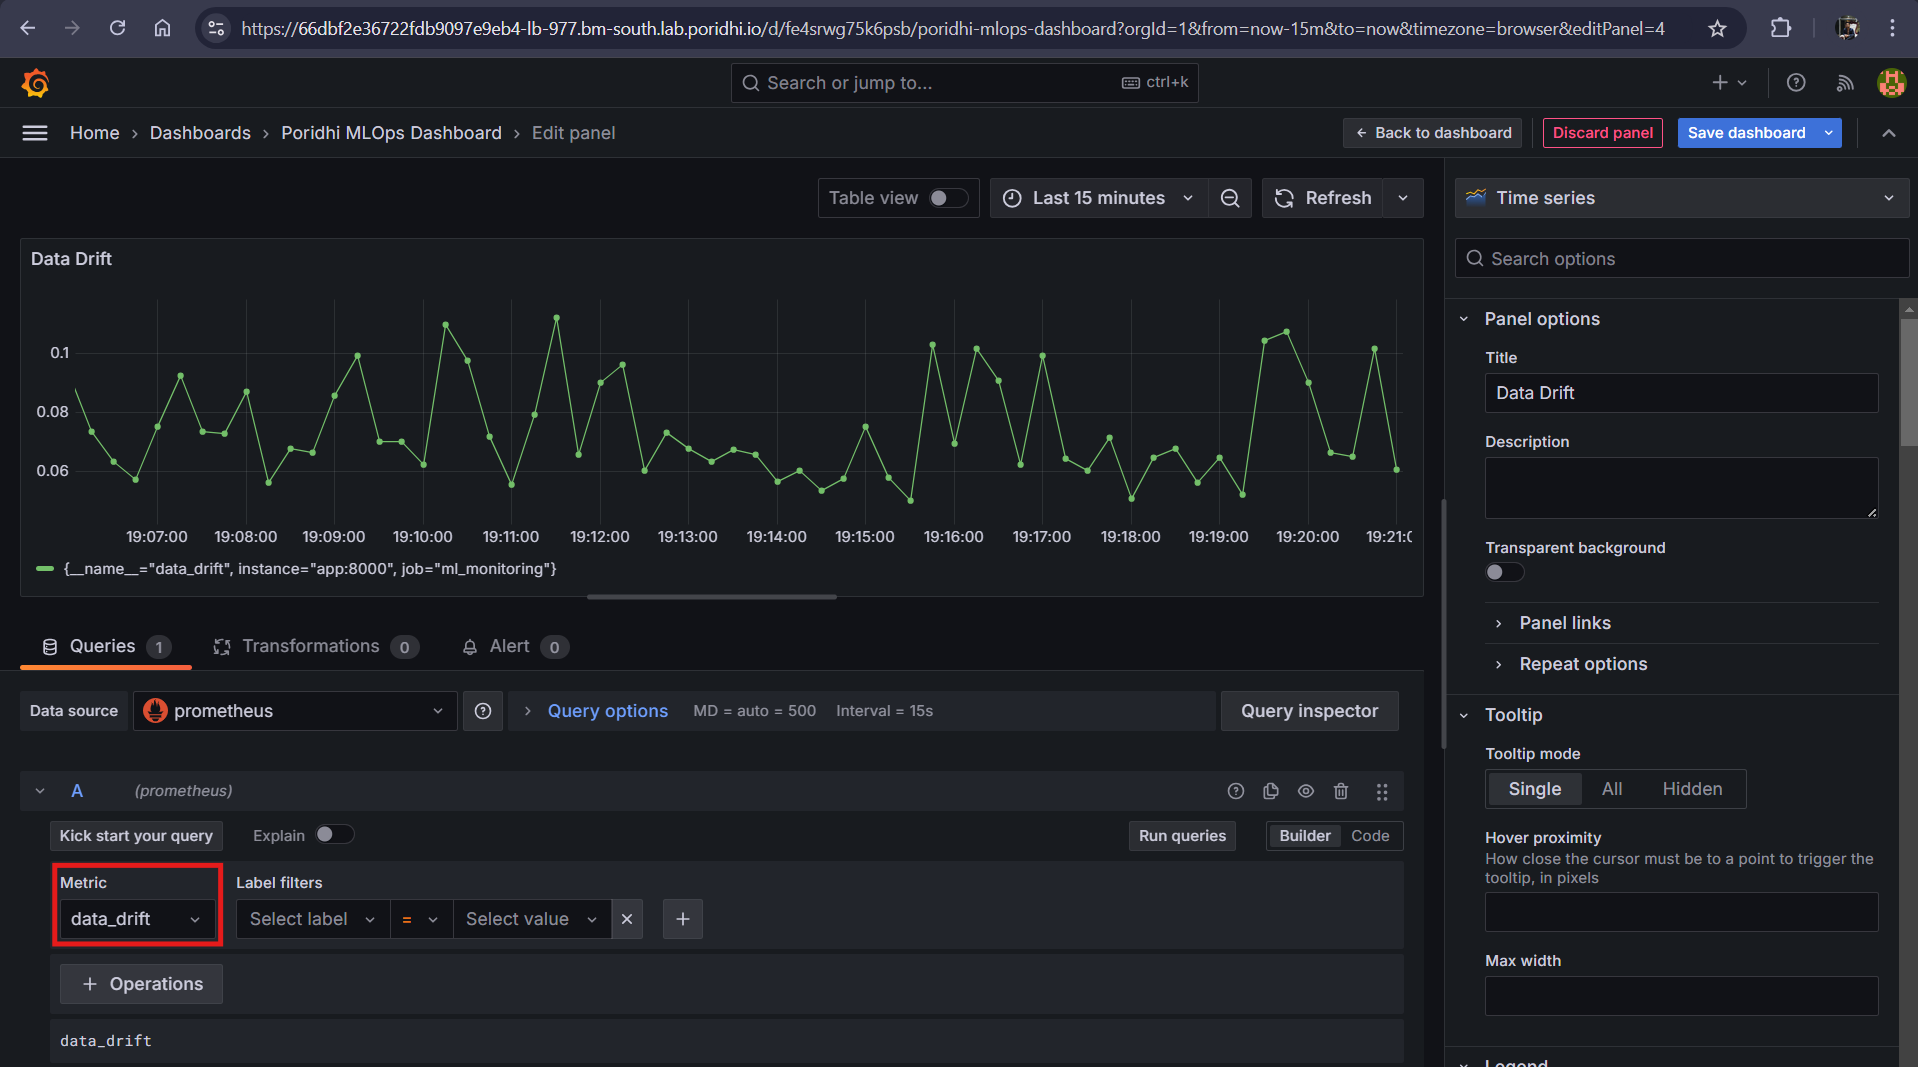 https://66dbf2e36722fdb9097e9eb4-lb-977.bm-south.lab.poridhi.io/d/fe4srwg75k6psb/poridhi-mlops-dashboard?orgId=1&from=now-15m&to=now&timezone=browser&editPanel=4
Search or jump to... ctrl+k
Home › Dashboards › Poridhi MLOps Dashboard › Edit panel
← Back to dashboard Discard panel Save dashboard
Table view Last 15 minutes Refresh
Time series
Search options
Data Drift
0.1
0.08
0.06
19:07:00 19:08:00 19:09:00 19:10:00 19:11:00 19:12:00 19:13:00 19:14:00 19:15:00 19:16:00 19:17:00 19:18:00 19:19:00 19:20:00 19:21:0
{__name__="data_drift", instance="app:8000", job="ml_monitoring"}
Queries 1 Transformations 0 Alert 0
Data source prometheus Query options MD = auto = 500 Interval = 15s Query inspector
A (prometheus)
Kick start your query Explain Run queries Builder Code
Metric Label filters
data_drift Select label = Select value × +
+ Operations
data_drift
Panel options
Title
Data Drift
Description
Transparent background
Panel links
Repeat options
Tooltip
Tooltip mode
Single All Hidden
Hover proximity
How close the cursor must be to a point to trigger the
tooltip, in pixels
Max width
Legend